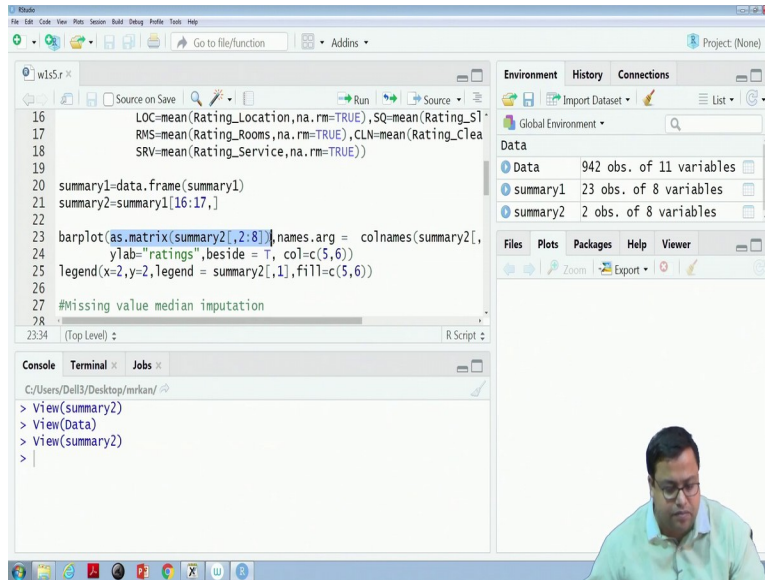 RStudio
File Edit Code View Plots Session Build Debug Profile Tools Help
Go to file/function Addins Project: (None)
w1s5.r
Source on Save Run Source
16 LOC=mean(Rating_Location,na.rm=TRUE),SQ=mean(Rating_Sl
17 RMS=mean(Rating_Rooms,na.rm=TRUE),CLN=mean(Rating_Clea
18 SRV=mean(Rating_Service,na.rm=TRUE))
19
20 summary1=data.frame(summary1)
21 summary2=summary1[16:17,]
22
23 barplot(as.matrix(summary2[,2:8]),names.arg = colnames(summary2[,
24 ylab="ratings",beside = T, col=c(5,6))
25 legend(x=2,y=2,legend = summary2[,1],fill=c(5,6))
26
27 #Missing value median imputation
28
23:34 (Top Level) R Script
Console Terminal Jobs
C:/Users/Dell3/Desktop/mrkan/
> View(summary2)
> View(Data)
> View(summary2)
>
Environment History Connections
Import Dataset List
Global Environment
Data
Data 942 obs. of 11 variables
summary1 23 obs. of 8 variables
summary2 2 obs. of 8 variables
Files Plots Packages Help Viewer
Zoom Export